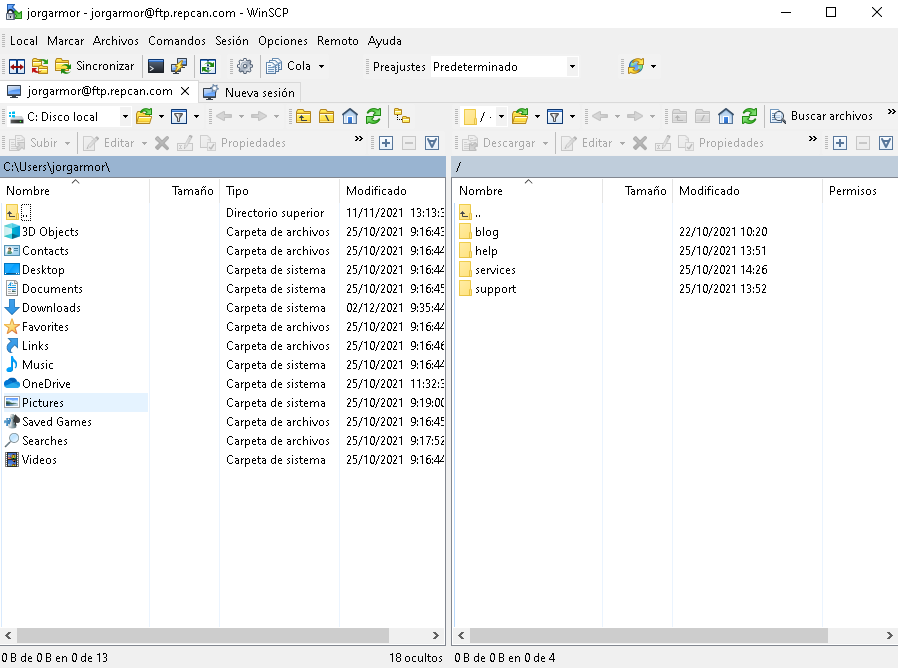 jorgarmor - jorgarmor@ftp.repcan.com - WinSCP
Local Marcar Archivos Comandos Sesión Opciones Remoto Ayuda
Sincronizar Cola Preajustes Predeterminado
jorgarmor@ftp.repcan.com Nueva sesión
C: Disco local / Buscar archivos »
Subir Editar Propiedades » Descargar Editar Propiedades »
C:\Users\jorgarmor\ /
Nombre Tamaño Tipo Modificado Nombre Tamaño Modificado Permisos
.. Directorio superior 11/11/2021 13:13:3 ..
3D Objects Carpeta de archivos 25/10/2021 9:16:43 blog 22/10/2021 10:20
Contacts Carpeta de archivos 25/10/2021 9:16:44 help 25/10/2021 13:51
Desktop Carpeta de sistema 25/10/2021 9:16:44 services 25/10/2021 14:26
Documents Carpeta de sistema 25/10/2021 9:16:45 support 25/10/2021 13:52
Downloads Carpeta de sistema 02/12/2021 9:35:44
Favorites Carpeta de archivos 25/10/2021 9:16:44
Links Carpeta de archivos 25/10/2021 9:16:46
Music Carpeta de sistema 25/10/2021 9:16:44
OneDrive Carpeta de sistema 25/10/2021 11:32:3
Pictures Carpeta de sistema 25/10/2021 9:19:00
Saved Games Carpeta de archivos 25/10/2021 9:16:45
Searches Carpeta de archivos 25/10/2021 9:17:52
Videos Carpeta de sistema 25/10/2021 9:16:44
0 B de 0 B en 0 de 13 18 ocultos 0 B de 0 B en 0 de 4